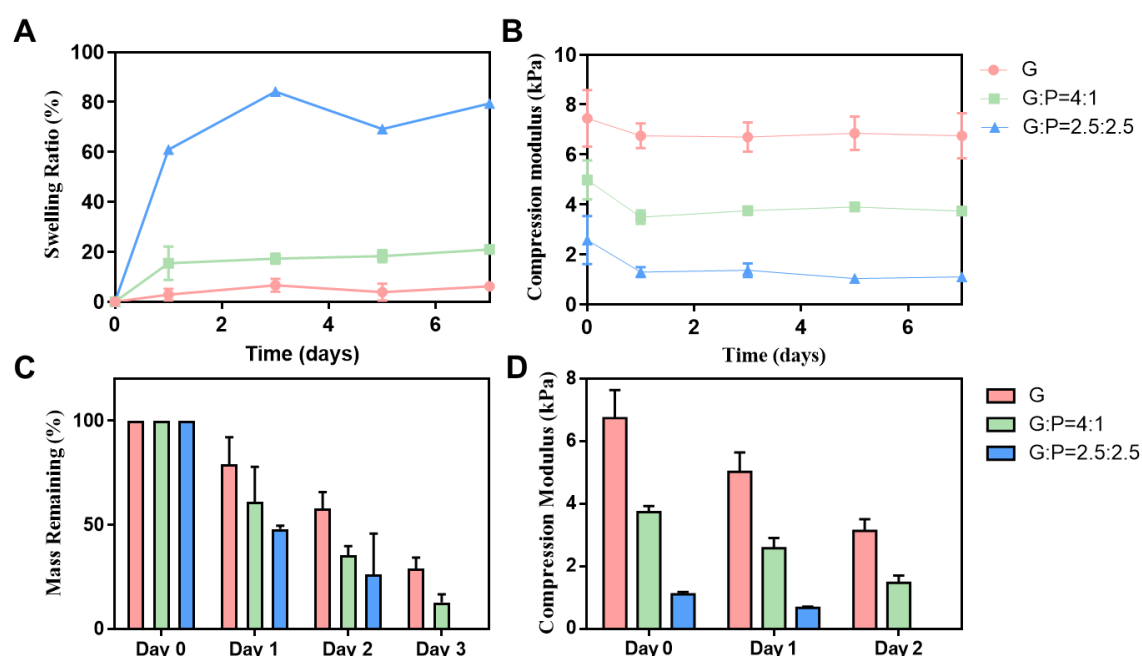 A
Swelling Ratio (%)
100
80
60
40
20
0
0 2 4 6
Time (days)
B
Compression modulus (kPa)
10
8
6
4
2
0
0 2 4 6
Time (days)
G
G:P=4:1
G:P=2.5:2.5
C
Mass Remaining (%)
100
50
0
Day 0 Day 1 Day 2 Day 3
D
Compression Modulus (kPa)
8
6
4
2
0
Day 0 Day 1 Day 2
G
G:P=4:1
G:P=2.5:2.5